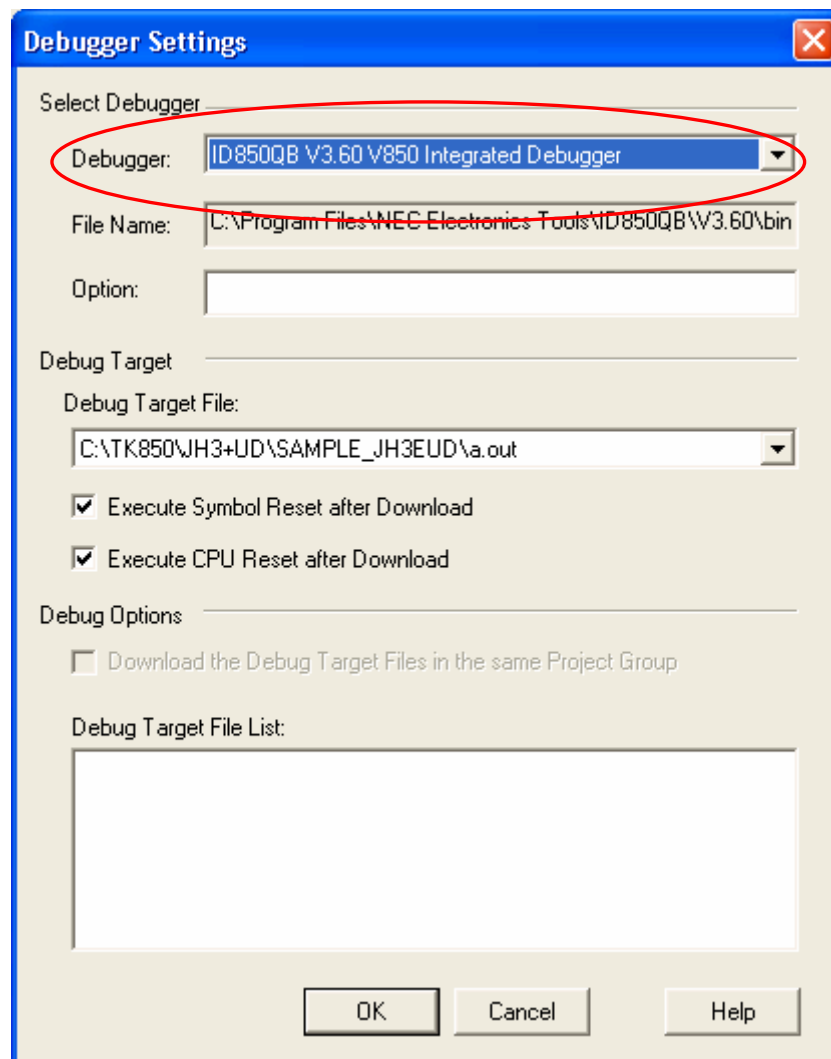 Debugger Settings
Select Debugger
Debugger: ID850QB V3.60 V850 Integrated Debugger
File Name: C:\Program Files\NEC Electronics Tools\ID850QB\V3.60\bin
Option:
Debug Target
Debug Target File:
C:\TK850\JH3+UD\SAMPLE_JH3EUD\a.out
Execute Symbol Reset after Download
Execute CPU Reset after Download
Debug Options
Download the Debug Target Files in the same Project Group
Debug Target File List:
OK Cancel Help